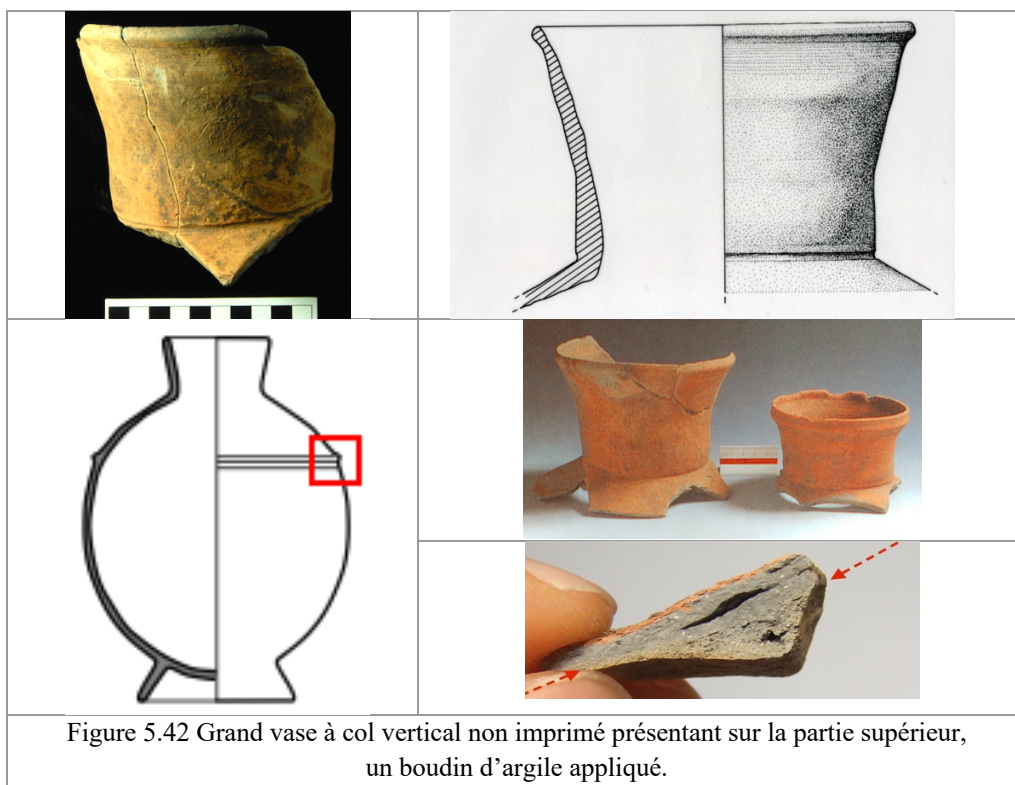 Figure 5.42 Grand vase à col vertical non imprimé présentant sur la partie supérieur,
un boudin d’argile appliqué.